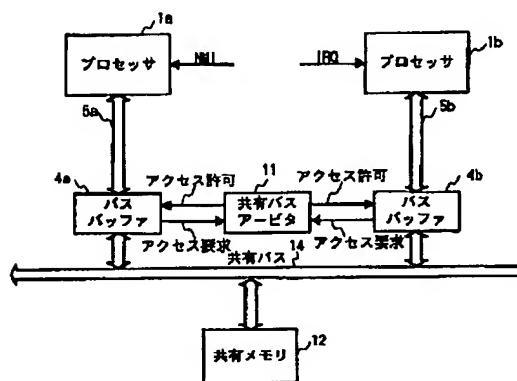 1a
プロセッサ
NMI
IRQ
1b
プロセッサ
5a
5b
4a
アクセス許可
11
アクセス許可
4b
バス
バッファ
共有バス
アービタ
バス
バッファ
アクセス要求
アクセス要求
共有バス
14
共有メモリ
12